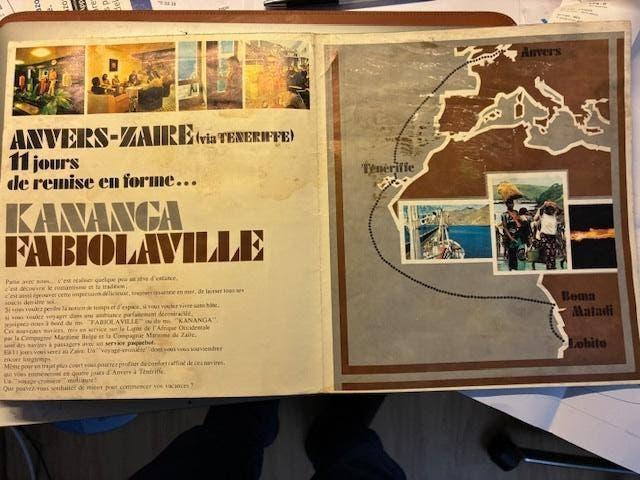 ANVERS-ZAIRE (via TENERIFFE)
11 jours
de remise en forme...
KANANGA
FABIOLAVILLE
Partir avec nous... c'est réaliser quelque peu un rêve d'enfance,
c'est découvrir le romantisme et la tradition;
c'est aussi éprouver cette impression délicieuse, toujours ressentie en mer, de laisser tous ses
soucis derrière soi...
Si vous voulez perdre la notion de temps et d'espace, si vous voulez vivre sans hâte,
si vous voulez voyager dans une ambiance parfaitement décontractée,
rejoignez-nous à bord du ms "FABIOLAVILLE" ou du ms. "KANANGA".
Ces nouveaux navires, mis en service sur la Ligne de l'Afrique Occidentale
par la Compagnie Maritime Belge et la Compagnie Maritime du Zaïre,
sont des navires à passagers avec un service paquebot.
En 11 jours vous serez au Zaïre. Un "voyage-croisière" dont vous vous souviendrez
encore longtemps.
Même pour un trajet plus court vous pourrez profiter du confort raffiné de ces navires,
qui vous emmèneront en quatre jours d'Anvers à Ténériffe.
Un "voyage-croisière" miniature!
Que pouvez-vous souhaiter de mieux pour commencer vos vacances?
Anvers
Ténériffe
Boma
Matadi
Lobito